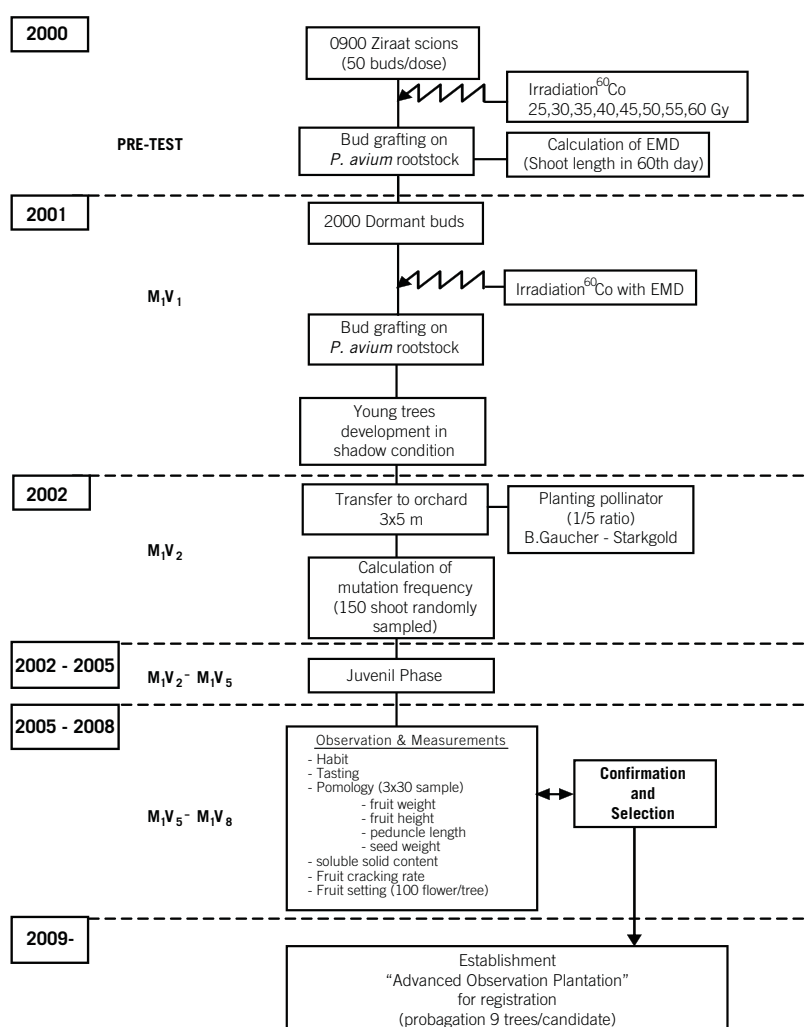 2000
0900 Ziraat scions
(50 buds/dose)
Irradiation⁶⁰Co
25,30,35,40,45,50,55,60 Gy
PRE-TEST
Bud grafting on
P. avium rootstock
Calculation of EMD
(Shoot length in 60th day)
2001
2000 Dormant buds
M₁V₁
Irradiation⁶⁰Co with EMD
Bud grafting on
P. avium rootstock
Young trees
development in
shadow condition
2002
Transfer to orchard
3x5 m
Planting pollinator
(1/5 ratio)
B.Gaucher - Starkgold
M₁V₂
Calculation of
mutation frequency
(150 shoot randomly
sampled)
2002 - 2005
M₁V₂- M₁V₅
Juvenil Phase
2005 - 2008
Observation & Measurements
- Habit
- Tasting
- Pomology (3x30 sample)
- fruit weight
- fruit height
- peduncle length
- seed weight
- soluble solid content
- Fruit cracking rate
- Fruit setting (100 flower/tree)
Confirmation
and
Selection
M₁V₅- M₁V₈
2009-
Establishment
“Advanced Observation Plantation”
for registration
(probagation 9 trees/candidate)